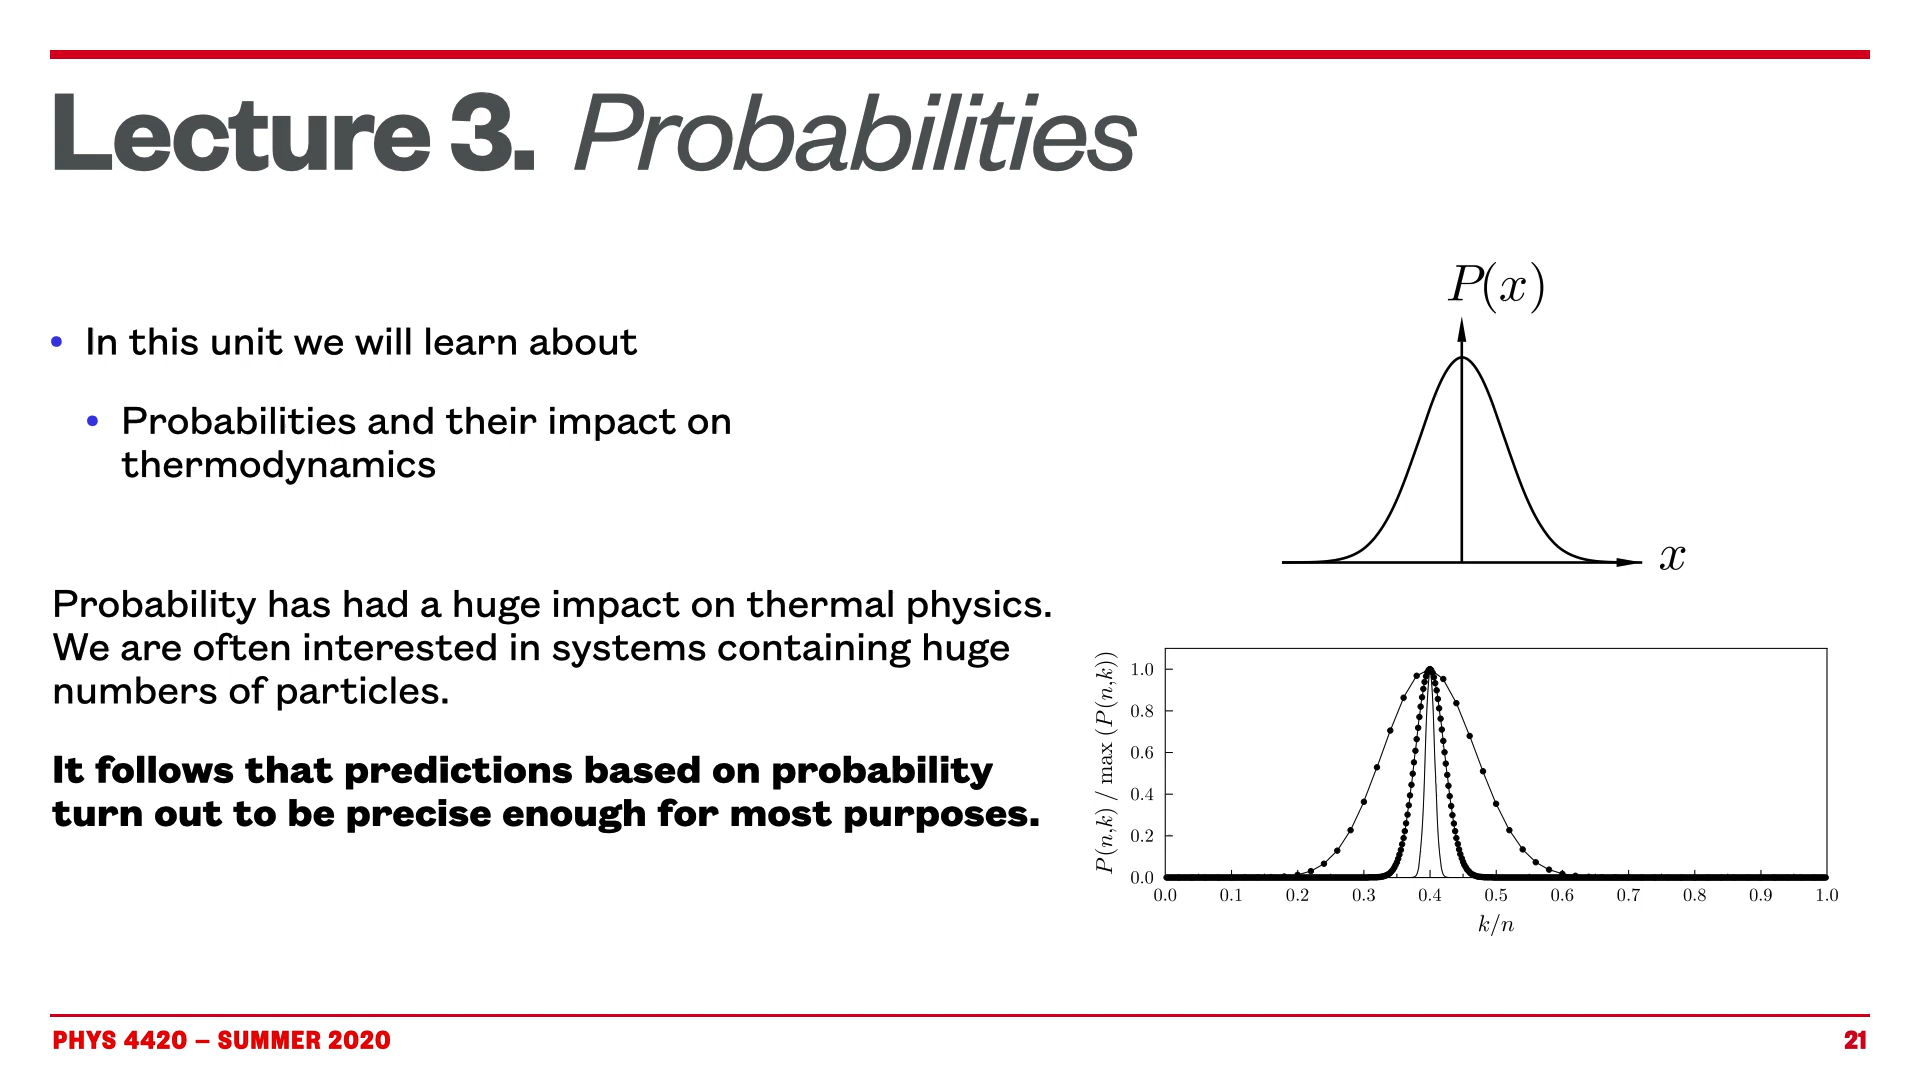 Lecture 3. Probabilities
• In this unit we will learn about
• Probabilities and their impact on
thermodynamics
Probability has had a huge impact on thermal physics.
We are often interested in systems containing huge
numbers of particles.
It follows that predictions based on probability
turn out to be precise enough for most purposes.
P(x)
x
P(n,k) / max (P(n,k))
1.0
0.8
0.6
0.4
0.2
0.0
0.0 0.1 0.2 0.3 0.4 0.5 0.6 0.7 0.8 0.9 1.0
k/n
PHYS 4420 – SUMMER 2020
21